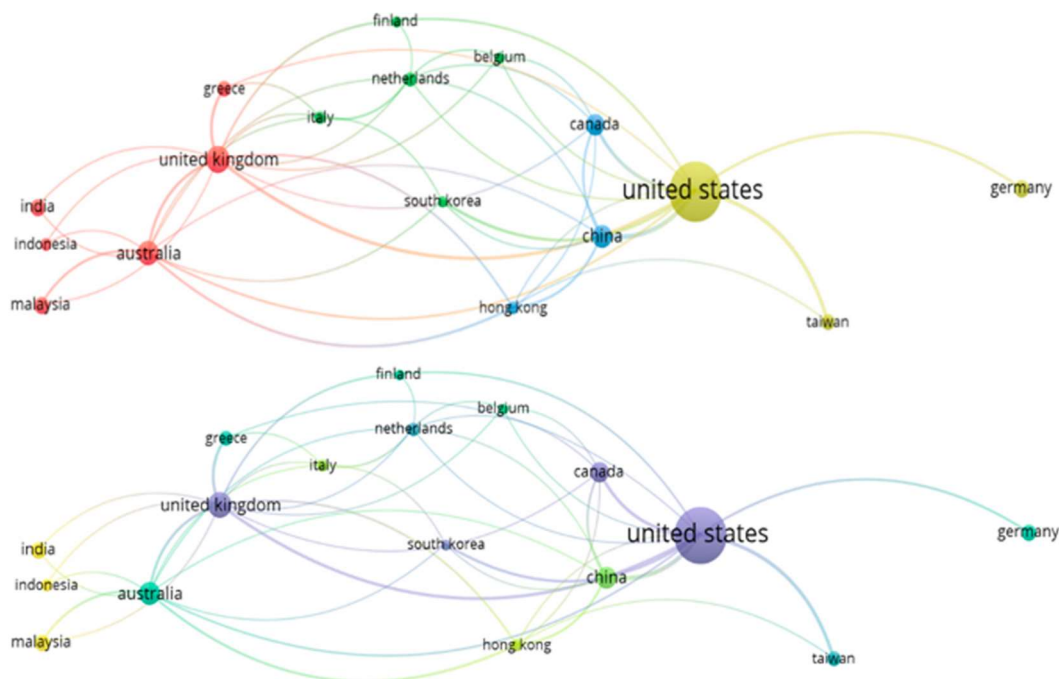 finland
belgium
netherlands
greece
italy
canada
united kingdom
united states
germany
south korea
india
china
indonesia
australia
malaysia
hong kong
taiwan
finland
belgium
netherlands
greece
italy
canada
united kingdom
united states
germany
south korea
india
china
indonesia
australia
malaysia
hong kong
taiwan